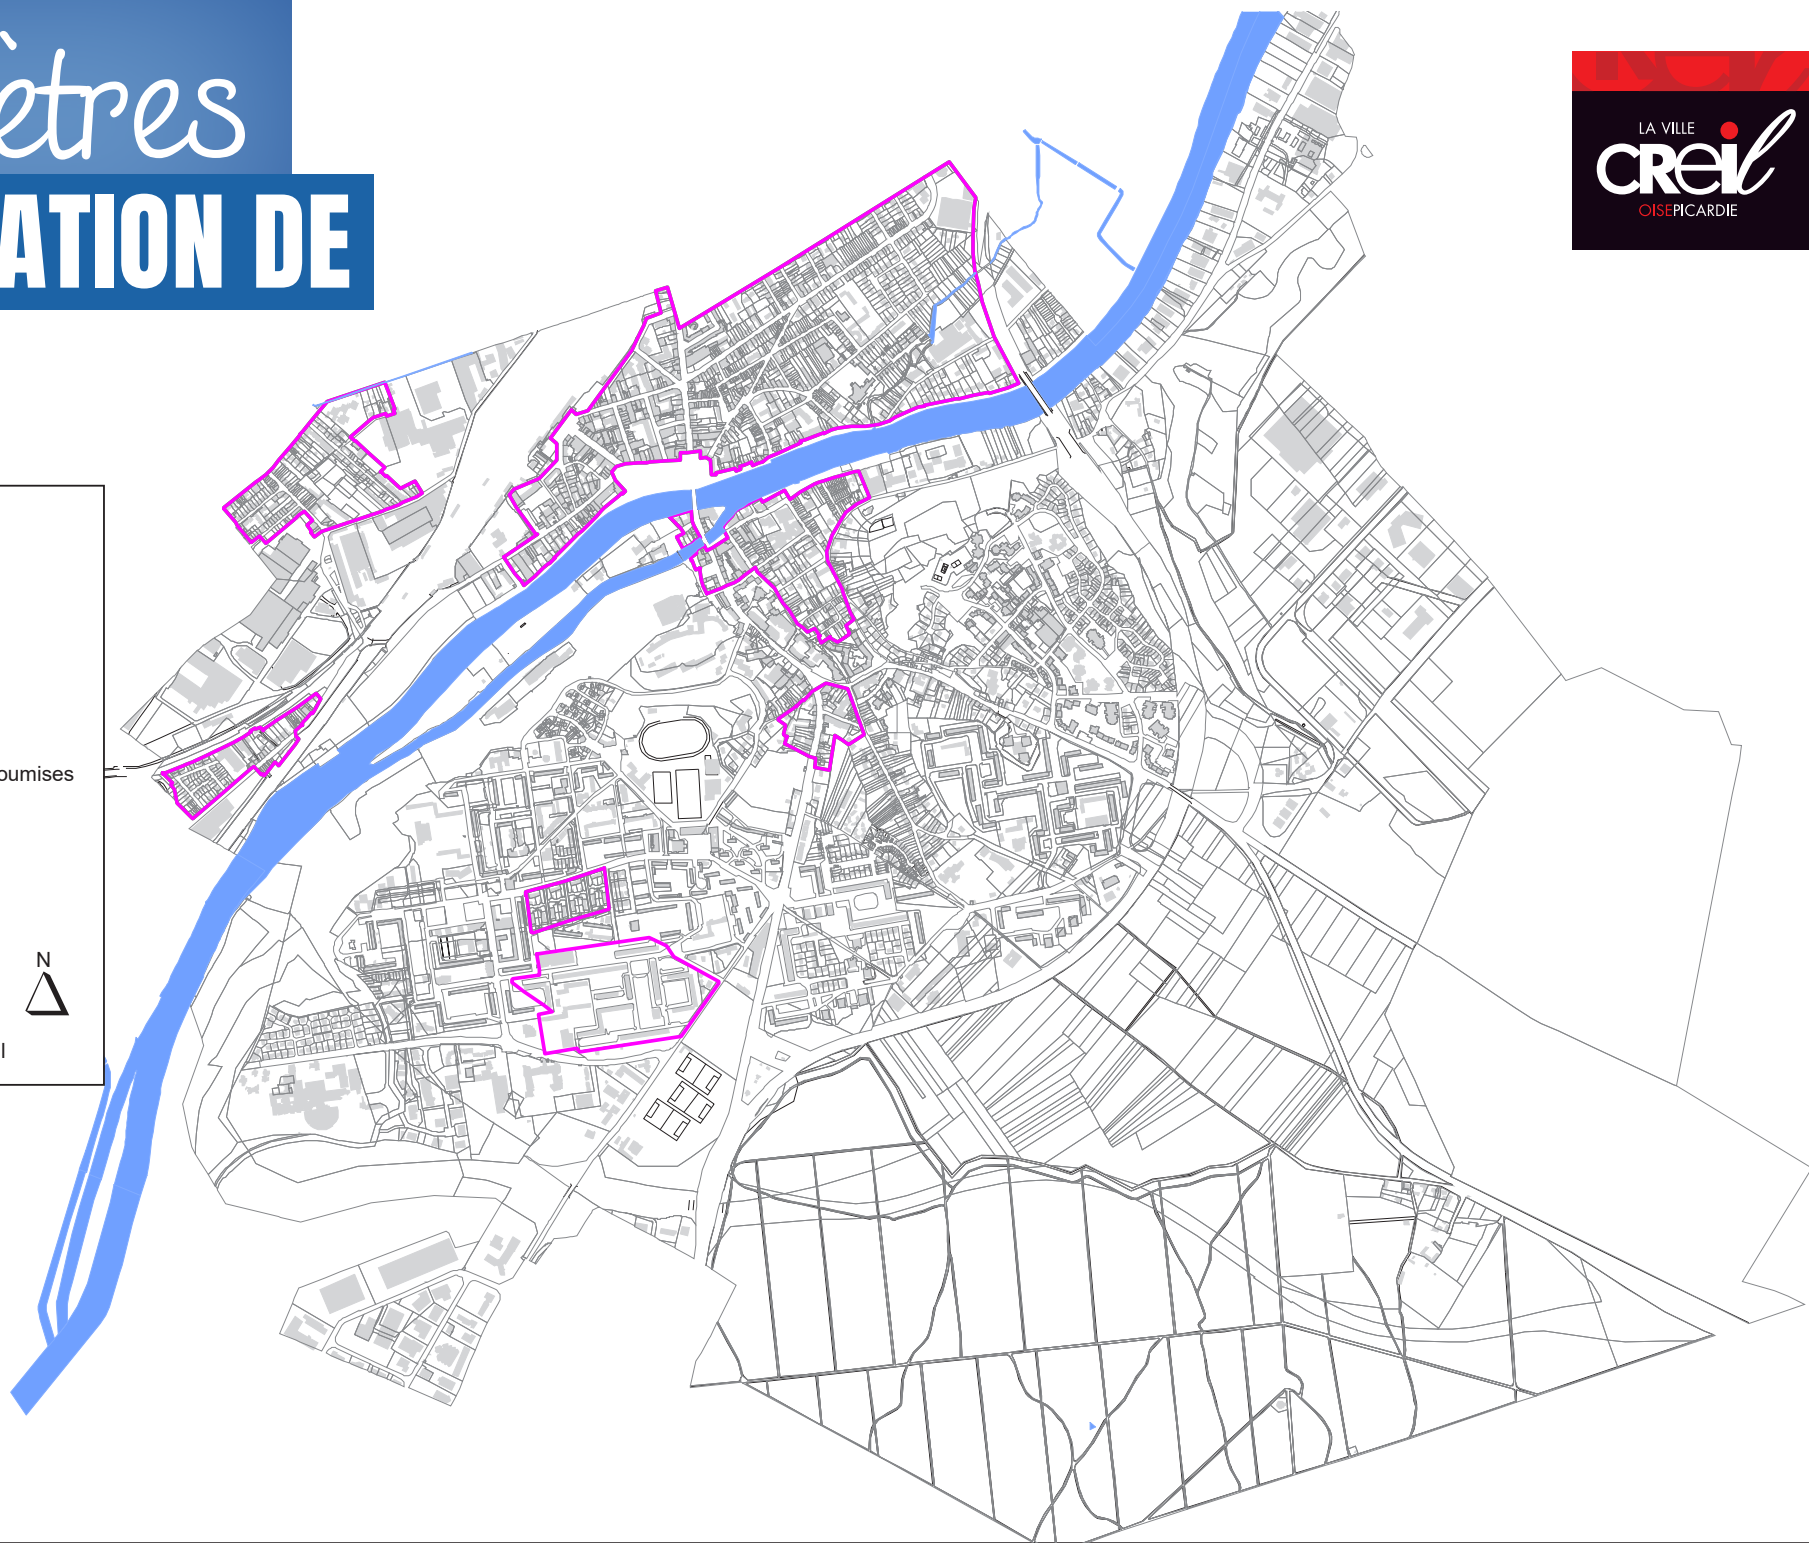 ètres
ATION DE
LA VILLE
CREIL
OISEPICARDIE
oumises
N
l